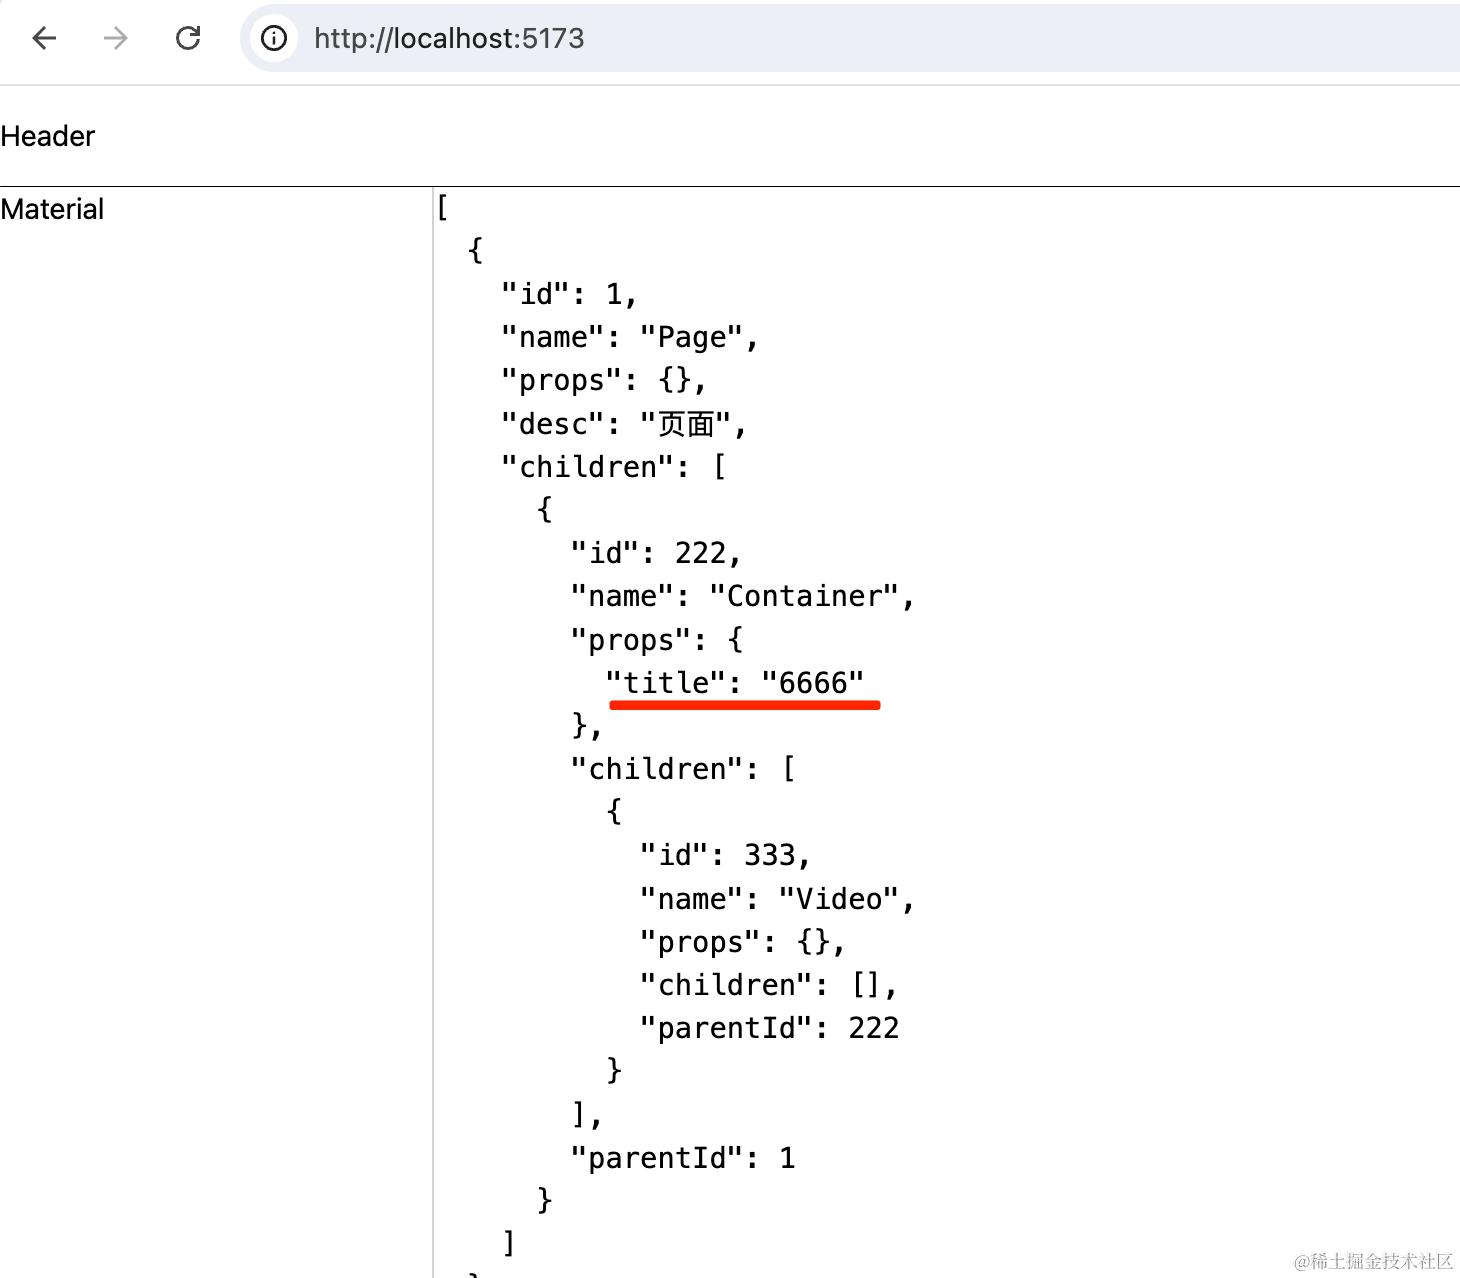 http://localhost:5173
Header
Material
[
  {
    "id": 1,
    "name": "Page",
    "props": {},
    "desc": "页面",
    "children": [
      {
        "id": 222,
        "name": "Container",
        "props": {
          "title": "6666"
        },
        "children": [
          {
            "id": 333,
            "name": "Video",
            "props": {},
            "children": [],
            "parentId": 222
          }
        ],
        "parentId": 1
      }
    ]
@稀土掘金技术社区